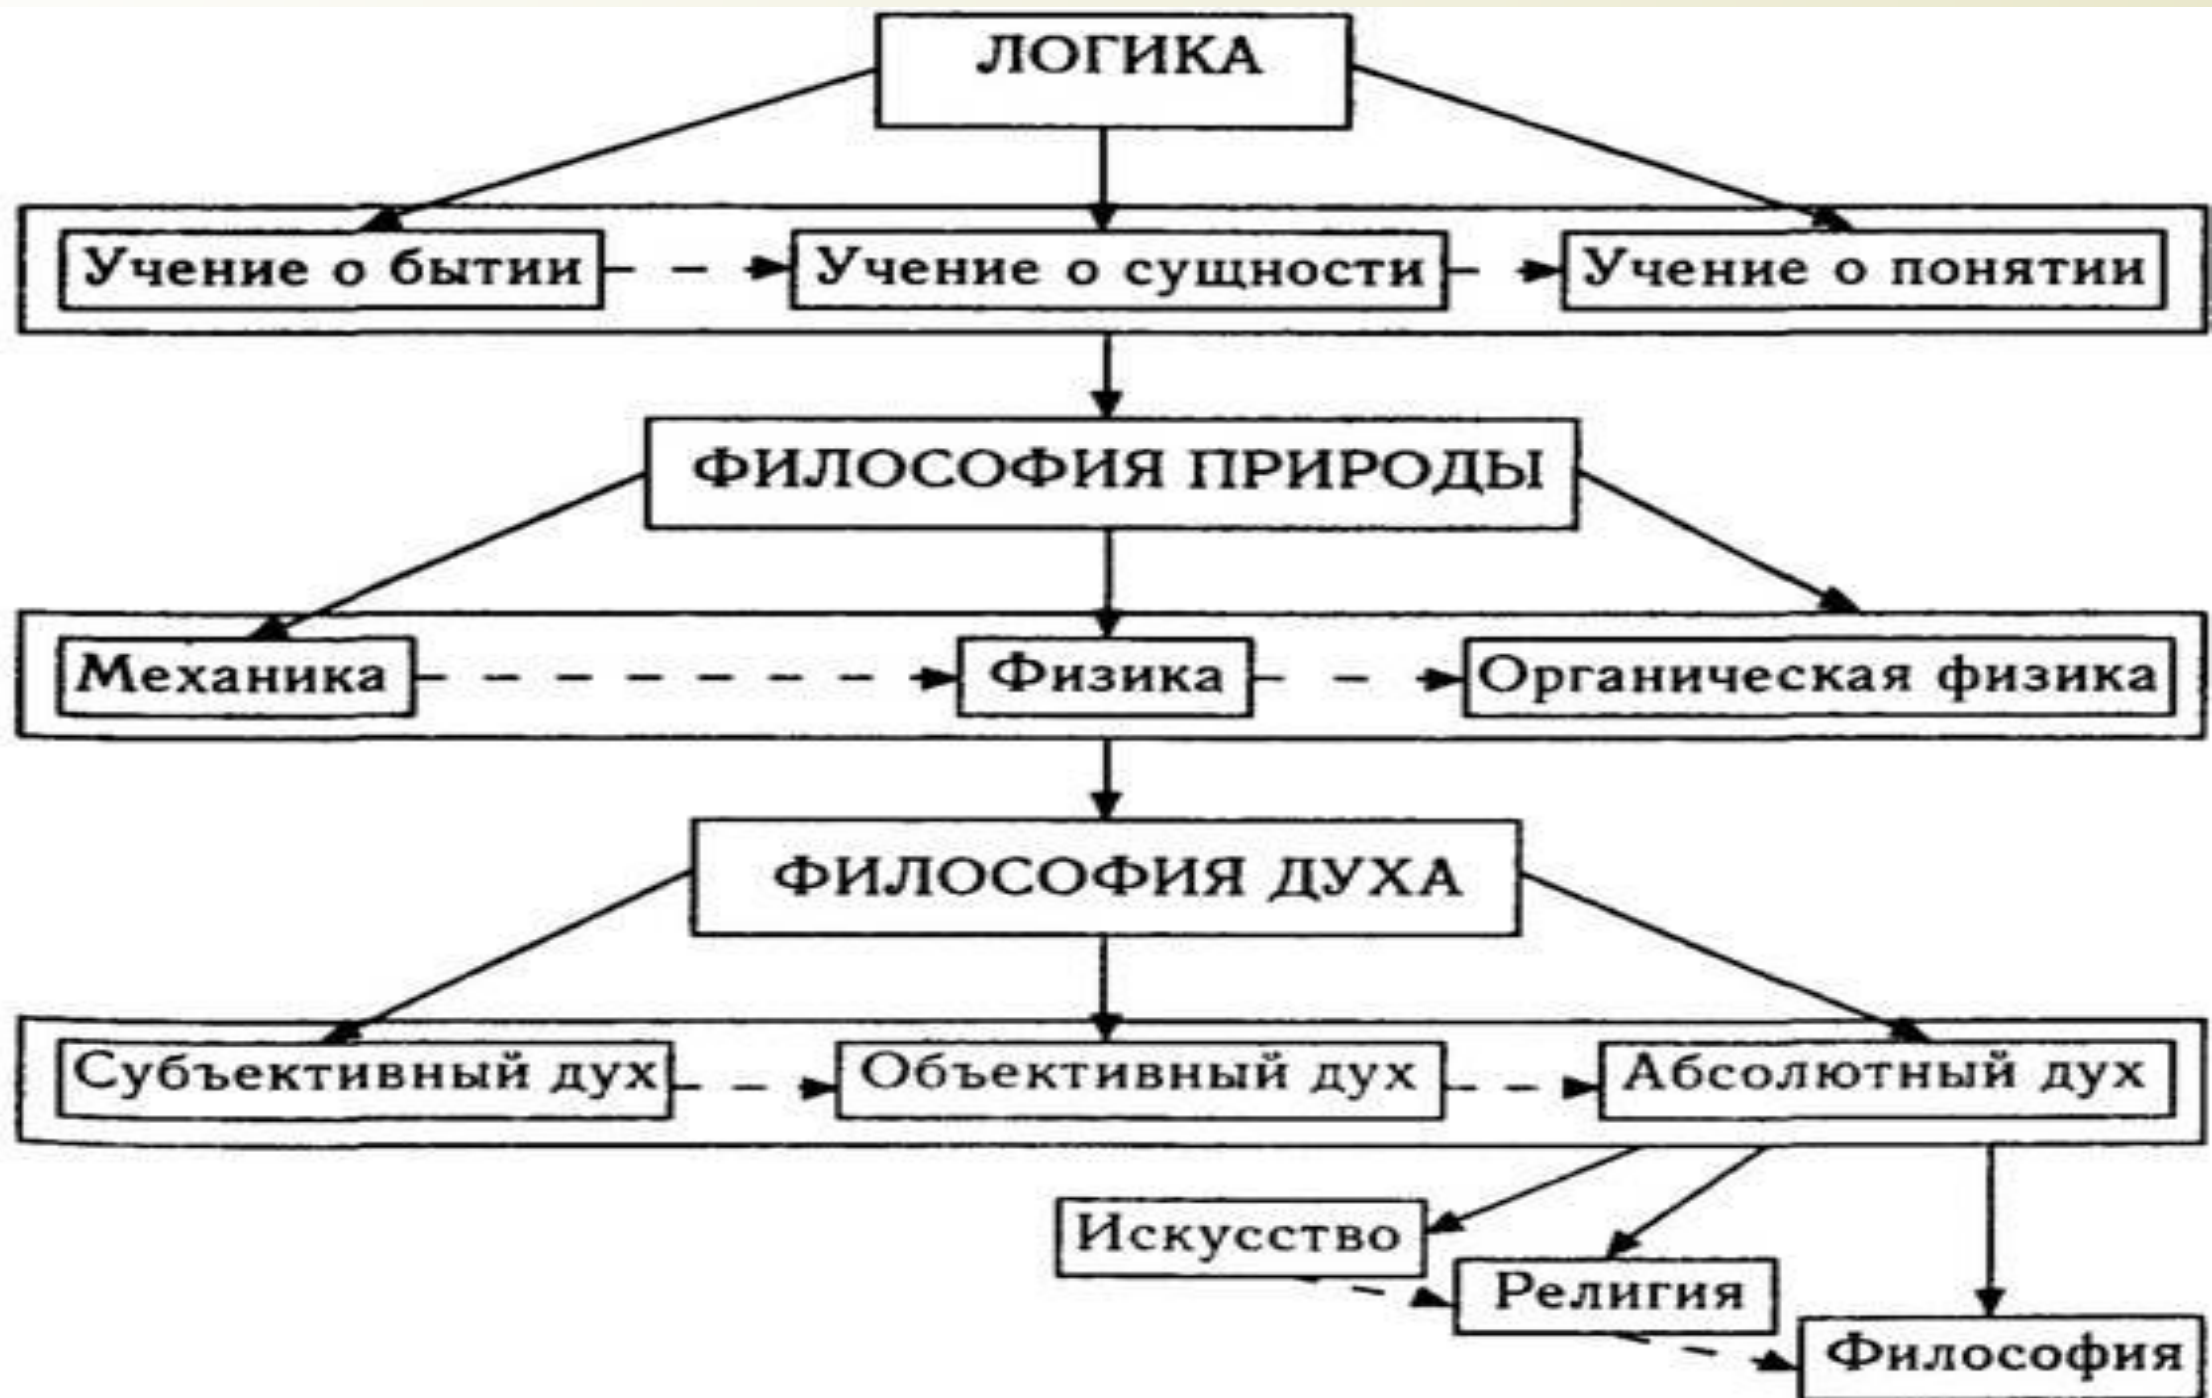 ЛОГИКА
Учение о бытии
Учение о сущности
Учение о понятии
ФИЛОСОФИЯ ПРИРОДЫ
Механика
Физика
Органическая физика
ФИЛОСОФИЯ ДУХА
Субъективный дух
Объективный дух
Абсолютный дух
Искусство
Религия
Философия